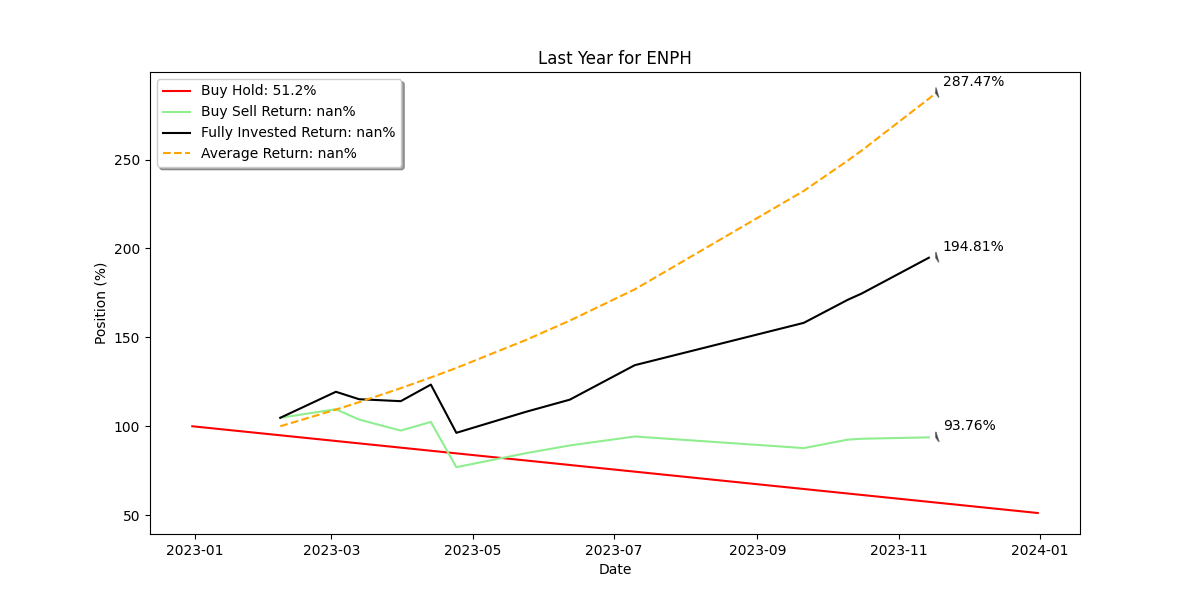 Last Year for ENPH
Buy Hold: 51.2%
Buy Sell Return: nan%
Fully Invested Return: nan%
Average Return: nan%
287.47%
194.81%
93.76%
Position (%)
250
200
150
100
50
2023-01
2023-03
2023-05
2023-07
2023-09
2023-11
2024-01
Date